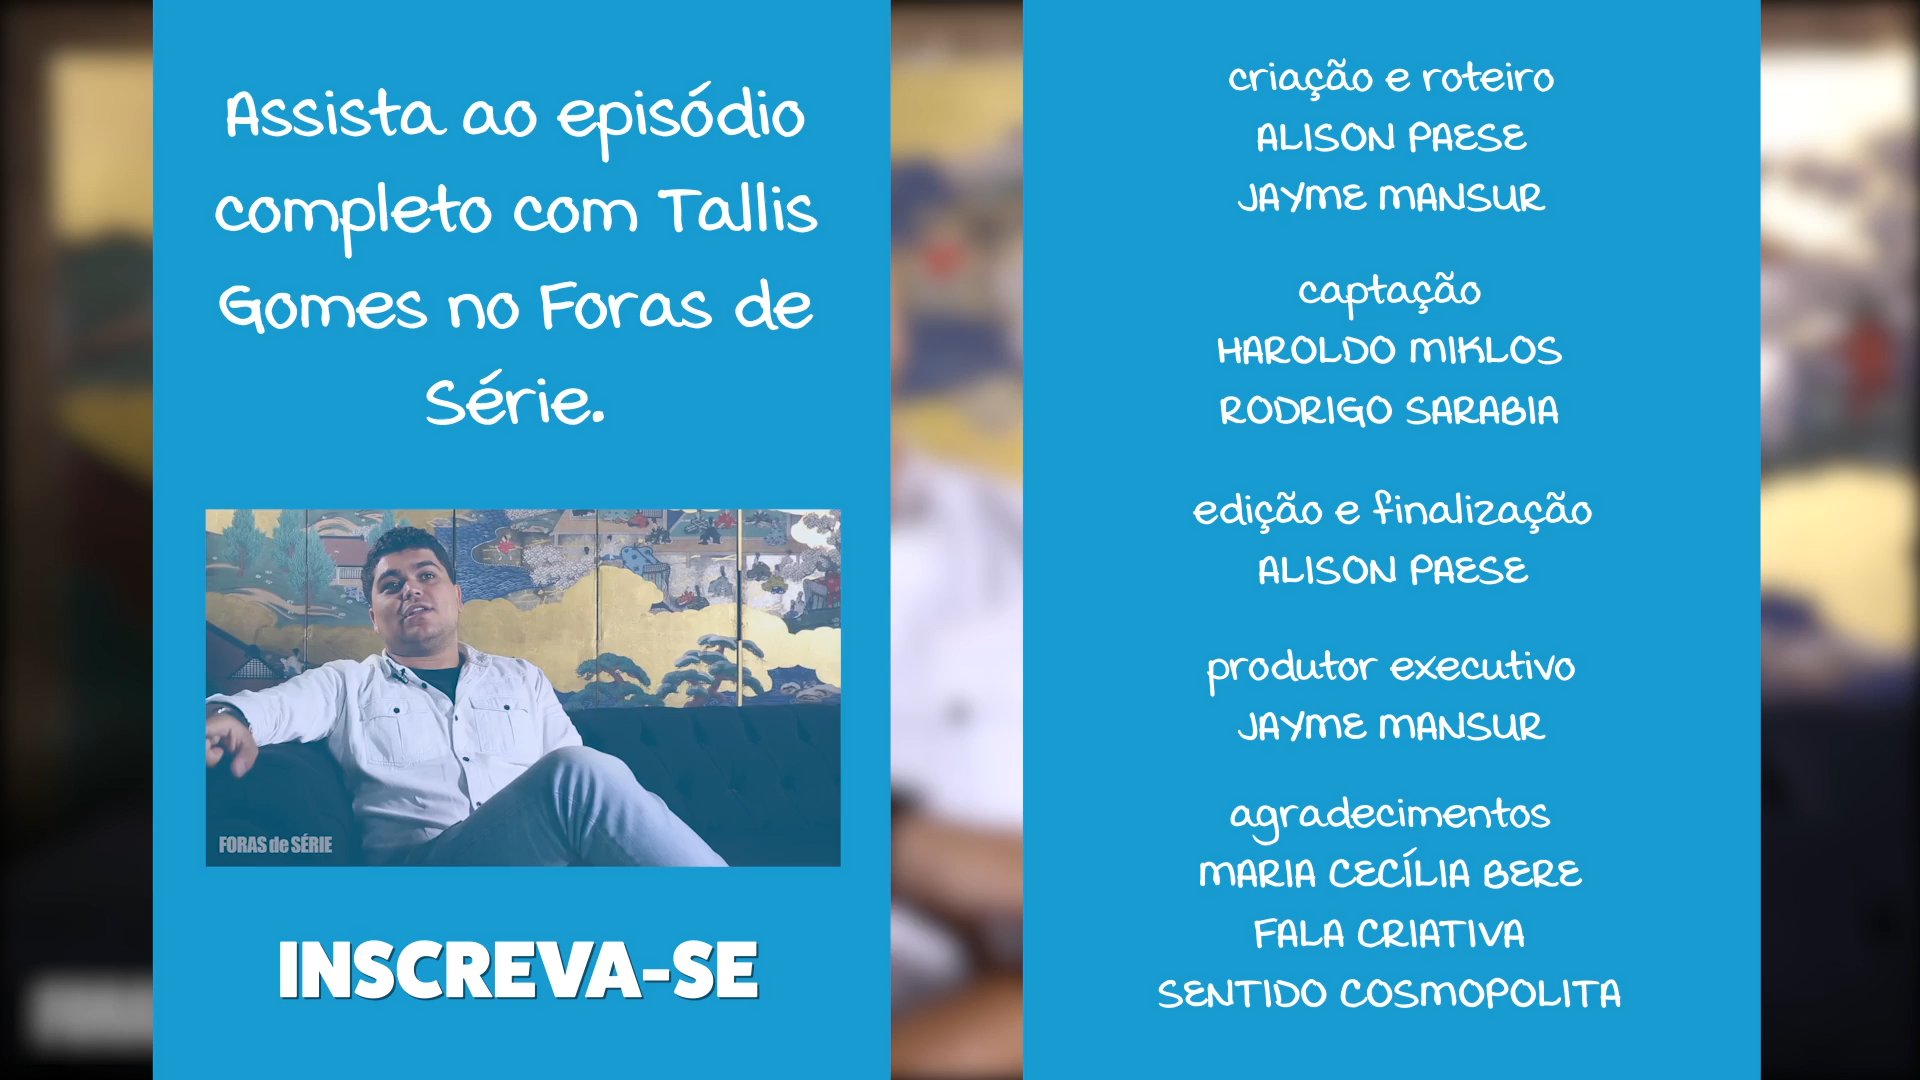 Assista ao episódio
completo com Tallis
Gomes no Foras de
Série.
FORAS de SÉRIE
INSCREVA-SE
criação e roteiro
ALISON PAESE
JAYME MANSUR
captação
HAROLDO MIKLOS
RODRIGO SARABIA
edição e finalização
ALISON PAESE
produtor executivo
JAYME MANSUR
agradecimentos
MARIA CECÍLIA BERE
FALA CRIATIVA
SENTIDO COSMOPOLITA